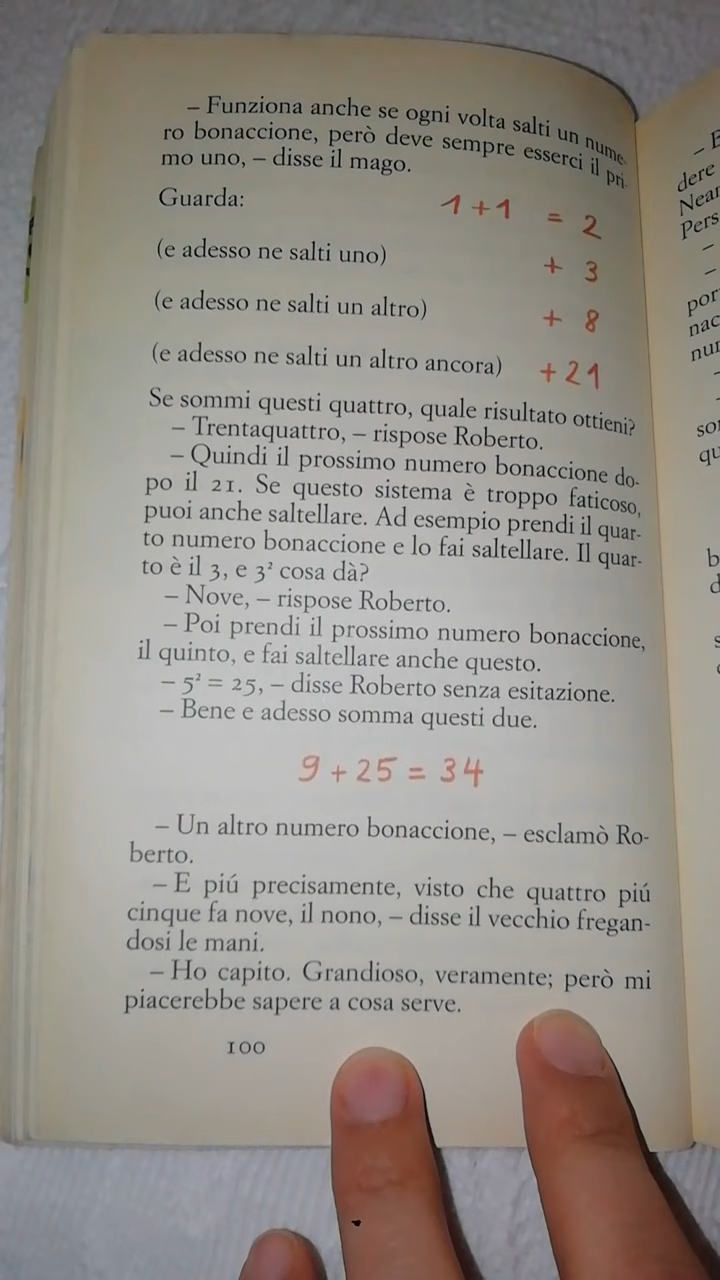 – Funziona anche se ogni volta salti un nume-
ro bonaccione, però deve sempre esserci il pri-
mo uno, – disse il mago.
Guarda: 1+1 = 2
(e adesso ne salti uno) + 3
(e adesso ne salti un altro) + 8
(e adesso ne salti un altro ancora) +21
Se sommi questi quattro, quale risultato ottieni?
– Trentaquattro, – rispose Roberto.
– Quindi il prossimo numero bonaccione do-
po il 21. Se questo sistema è troppo faticoso,
puoi anche saltellare. Ad esempio prendi il quar-
to numero bonaccione e lo fai saltellare. Il quar-
to è il 3, e 3² cosa dà?
– Nove, – rispose Roberto.
– Poi prendi il prossimo numero bonaccione,
il quinto, e fai saltellare anche questo.
– 5² = 25, – disse Roberto senza esitazione.
– Bene e adesso somma questi due.
9 + 25 = 34
– Un altro numero bonaccione, – esclamò Ro-
berto.
– E piú precisamente, visto che quattro piú
cinque fa nove, il nono, – disse il vecchio fregan-
dosi le mani.
– Ho capito. Grandioso, veramente; però mi
piacerebbe sapere a cosa serve.
100
dere
Pers